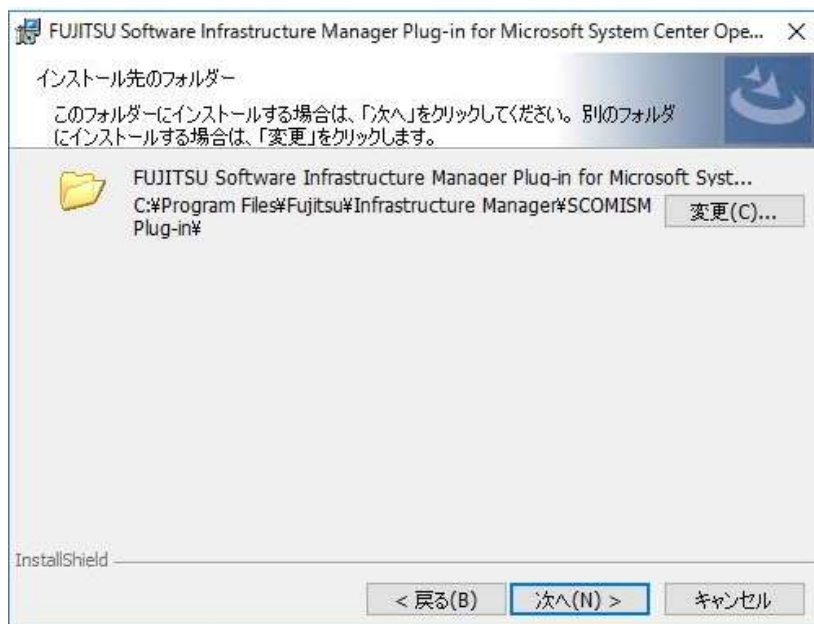 FUJITSU Software Infrastructure Manager Plug-in for Microsoft System Center Ope...
インストール先のフォルダー
このフォルダーにインストールする場合は、「次へ」をクリックしてください。別のフォルダ
にインストールする場合は、「変更」をクリックします。
FUJITSU Software Infrastructure Manager Plug-in for Microsoft Syst...
C:¥Program Files¥Fujitsu¥Infrastructure Manager¥SCOMISM
Plug-in¥
変更(C)...
InstallShield
< 戻る(B)
次へ(N) >
キャンセル